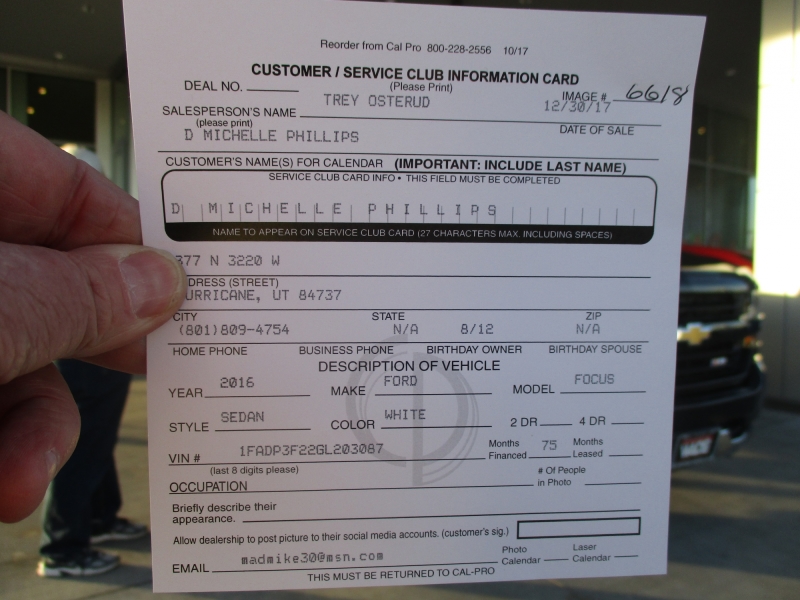 Reorder from Cal Pro 800-228-2556 10/17
CUSTOMER / SERVICE CLUB INFORMATION CARD
(Please Print)
DEAL NO. IMAGE # 6618
TREY OSTERUD 12/30/17
SALESPERSON'S NAME
(please print) DATE OF SALE
D MICHELLE PHILLIPS
CUSTOMER'S NAME(S) FOR CALENDAR (IMPORTANT: INCLUDE LAST NAME)
SERVICE CLUB CARD INFO • THIS FIELD MUST BE COMPLETED
D MICHELLE PHILLIPS
NAME TO APPEAR ON SERVICE CLUB CARD (27 CHARACTERS MAX. INCLUDING SPACES)
377 N 3220 W
DRESS (STREET)
URRICANE, UT 84737
CITY STATE ZIP
(801)809-4754 N/A 8/12 N/A
HOME PHONE BUSINESS PHONE BIRTHDAY OWNER BIRTHDAY SPOUSE
DESCRIPTION OF VEHICLE
YEAR 2016 MAKE FORD MODEL FOCUS
STYLE SEDAN COLOR WHITE 2 DR 4 DR
VIN # 1FADP3F22GL203087 Months Financed 75 Months Leased
(last 8 digits please)
OCCUPATION # Of People in Photo
Briefly describe their
appearance.
Allow dealership to post picture to their social media accounts. (customer's sig.)
EMAIL madmike30@msn.com Photo Calendar Laser Calendar
THIS MUST BE RETURNED TO CAL-PRO